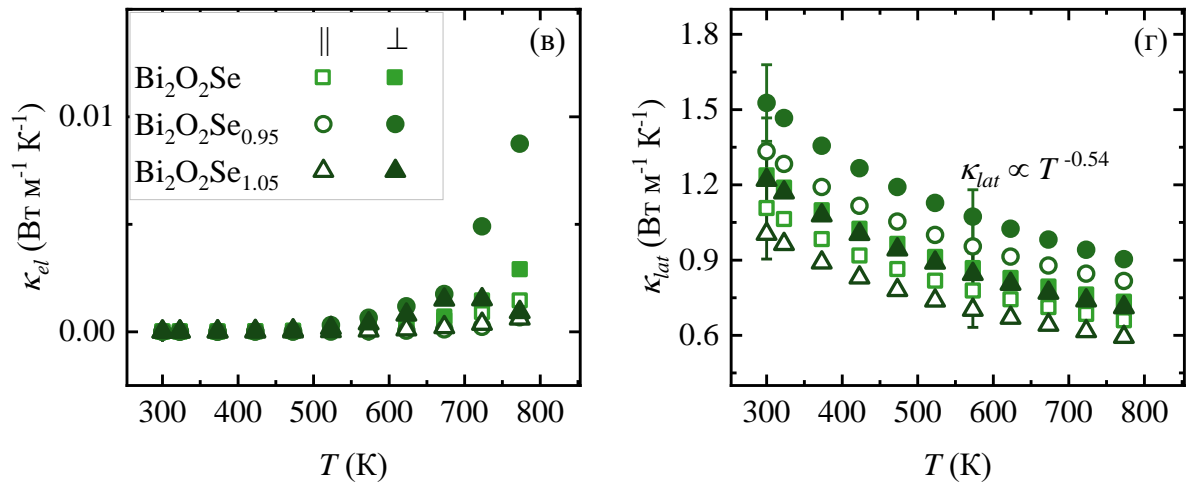 (в)
∥ ⊥
Bi₂O₂Se
Bi₂O₂Se₀.₉₅
Bi₂O₂Se₁.₀₅
0.01
0.00
κₑₗ (Вт м⁻¹ К⁻¹)
300 400 500 600 700 800
T (К)
(г)
1.8
1.5
1.2
0.9
0.6
κ_lat (Вт м⁻¹ К⁻¹)
κ_lat ∝ T⁻⁰·⁵⁴
300 400 500 600 700 800
T (К)